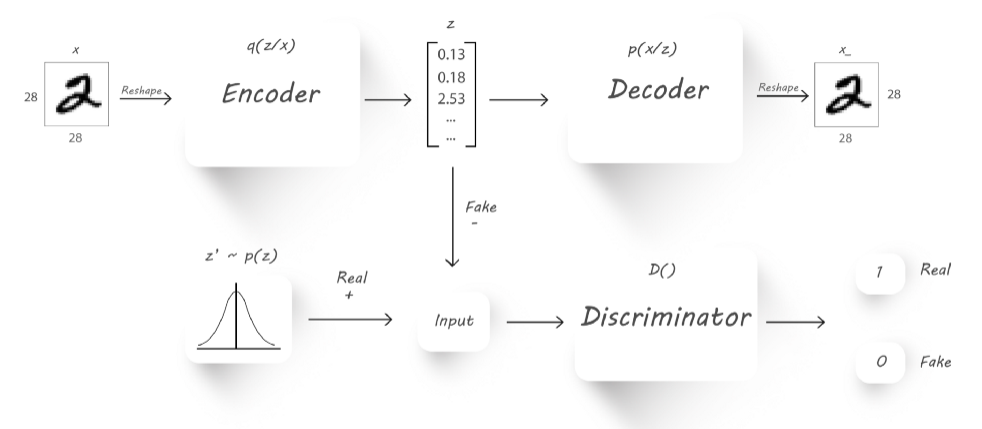 x
28
28
Reshape
q(z/x)
Encoder
z
0.13
0.18
2.53
...
...
p(x/z)
Decoder
Reshape
x_
28
28
Fake
-
z' ~ p(z)
Real
+
Input
D()
Discriminator
1 Real
0 Fake